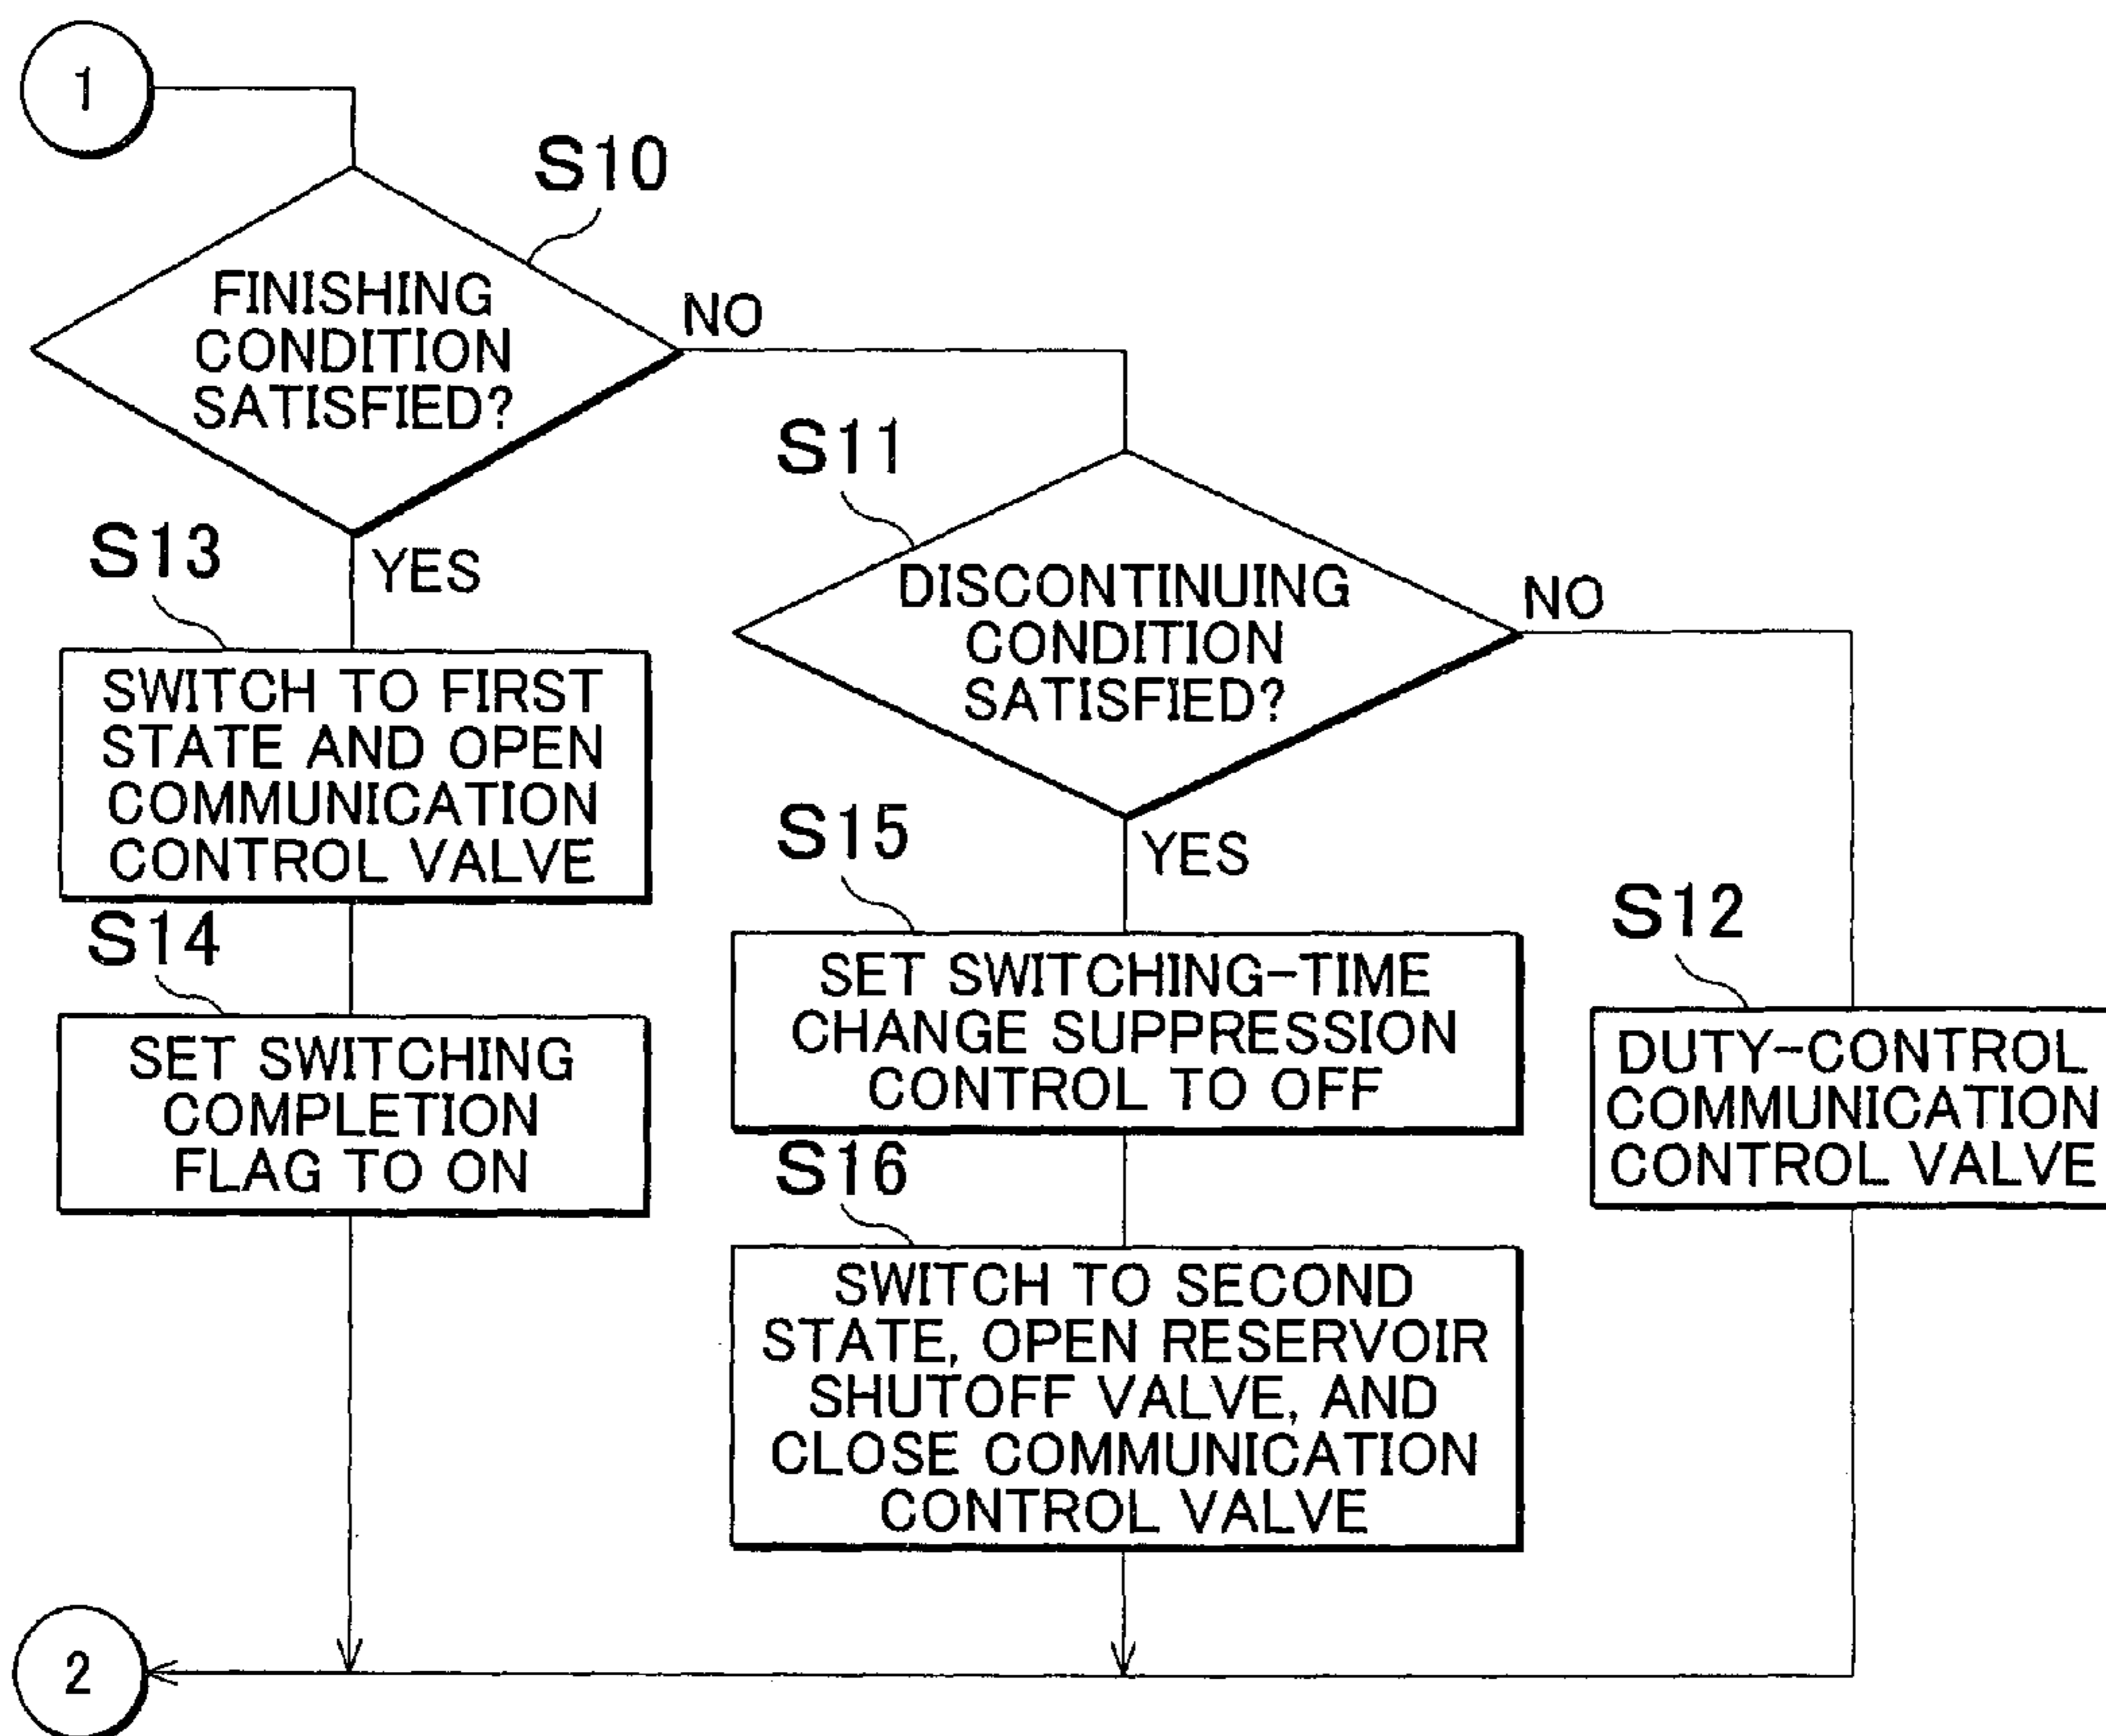 1
S10
FINISHING
CONDITION
SATISFIED?
NO
S11
DISCONTINUING
CONDITION
SATISFIED?
NO
S13
YES
SWITCH TO FIRST
STATE AND OPEN
COMMUNICATION
CONTROL VALVE
S15
YES
S12
S14
SET SWITCHING
COMPLETION
FLAG TO ON
SET SWITCHING-TIME
CHANGE SUPPRESSION
CONTROL TO OFF
DUTY-CONTROL
COMMUNICATION
CONTROL VALVE
S16
SWITCH TO SECOND
STATE, OPEN RESERVOIR
SHUTOFF VALVE, AND
CLOSE COMMUNICATION
CONTROL VALVE
2